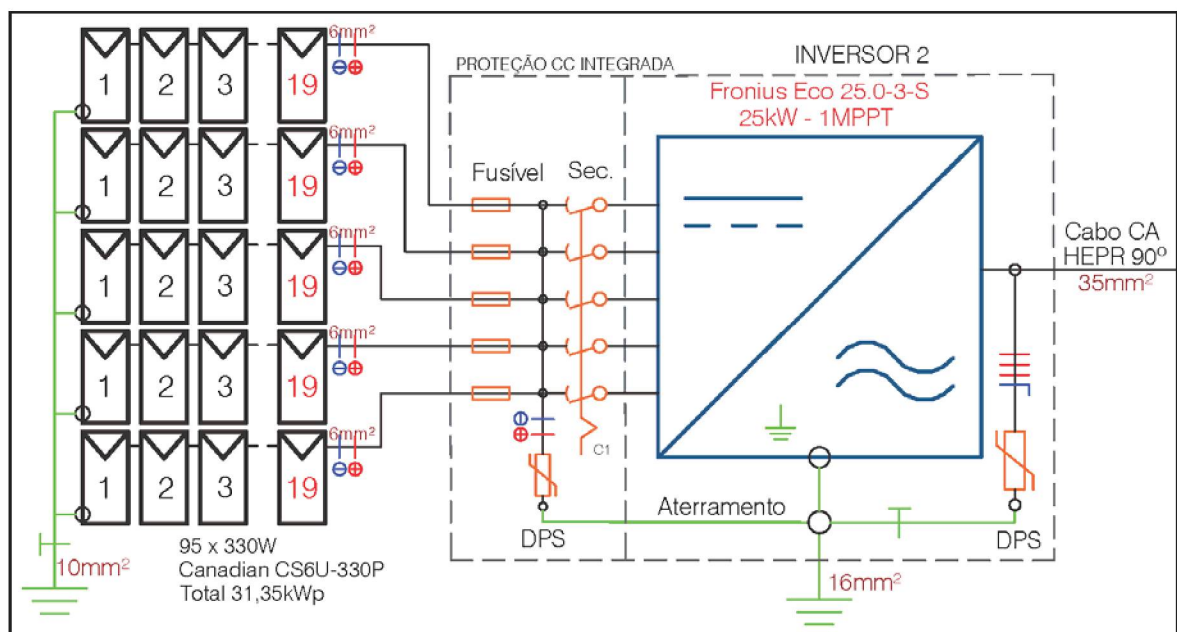 6mm²
1 2 3 19
6mm²
1 2 3 19
6mm²
1 2 3 19
6mm²
1 2 3 19
6mm²
1 2 3 19
10mm²
95 x 330W
Canadian CS6U-330P
Total 31,35kWp
PROTEÇÃO CC INTEGRADA
INVERSOR 2
Fronius Eco 25.0-3-S
25kW - 1MPPT
Fusível Sec.
C1
DPS
Aterramento
16mm²
DPS
Cabo CA
HEPR 90º
35mm²